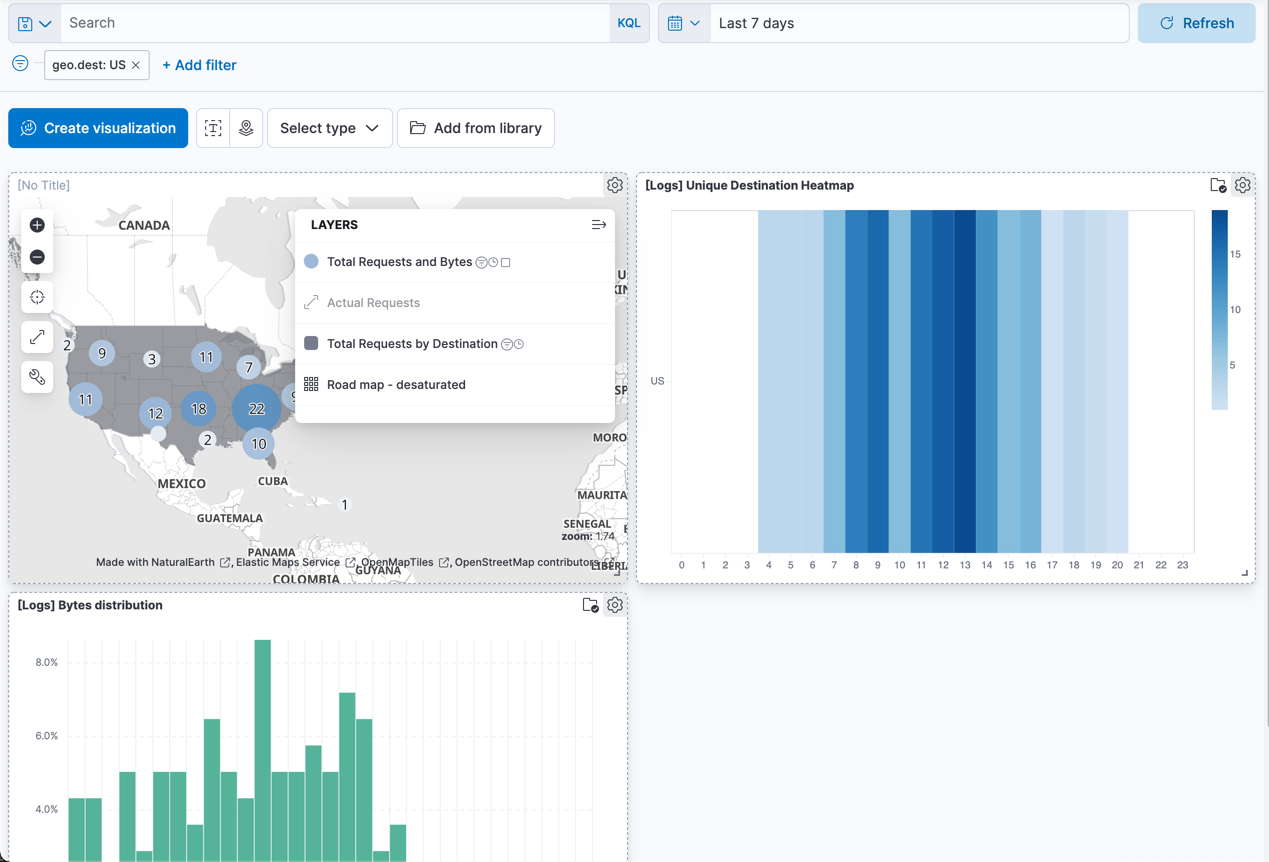 Search KQL Last 7 days Refresh
geo.dest: US × + Add filter
Create visualization Select type Add from library
[No Title]
CANADA
LAYERS
Total Requests and Bytes
Actual Requests
Total Requests by Destination
Road map - desaturated
2 9 3 11 7
11 12 18 22 9
2 10
MEXICO
CUBA
1
GUATEMALA
MORO
MAURITA
SENEGAL
zoom: 1.74
PANAMA
Made with NaturalEarth , Elastic Maps Service , OpenMapTiles , OpenStreetMap contributors
GUYANA
LIBERIA
COLOMBIA
[Logs] Unique Destination Heatmap
US
0 1 2 3 4 5 6 7 8 9 10 11 12 13 14 15 16 17 18 19 20 21 22 23
15
10
5
[Logs] Bytes distribution
8.0%
6.0%
4.0%